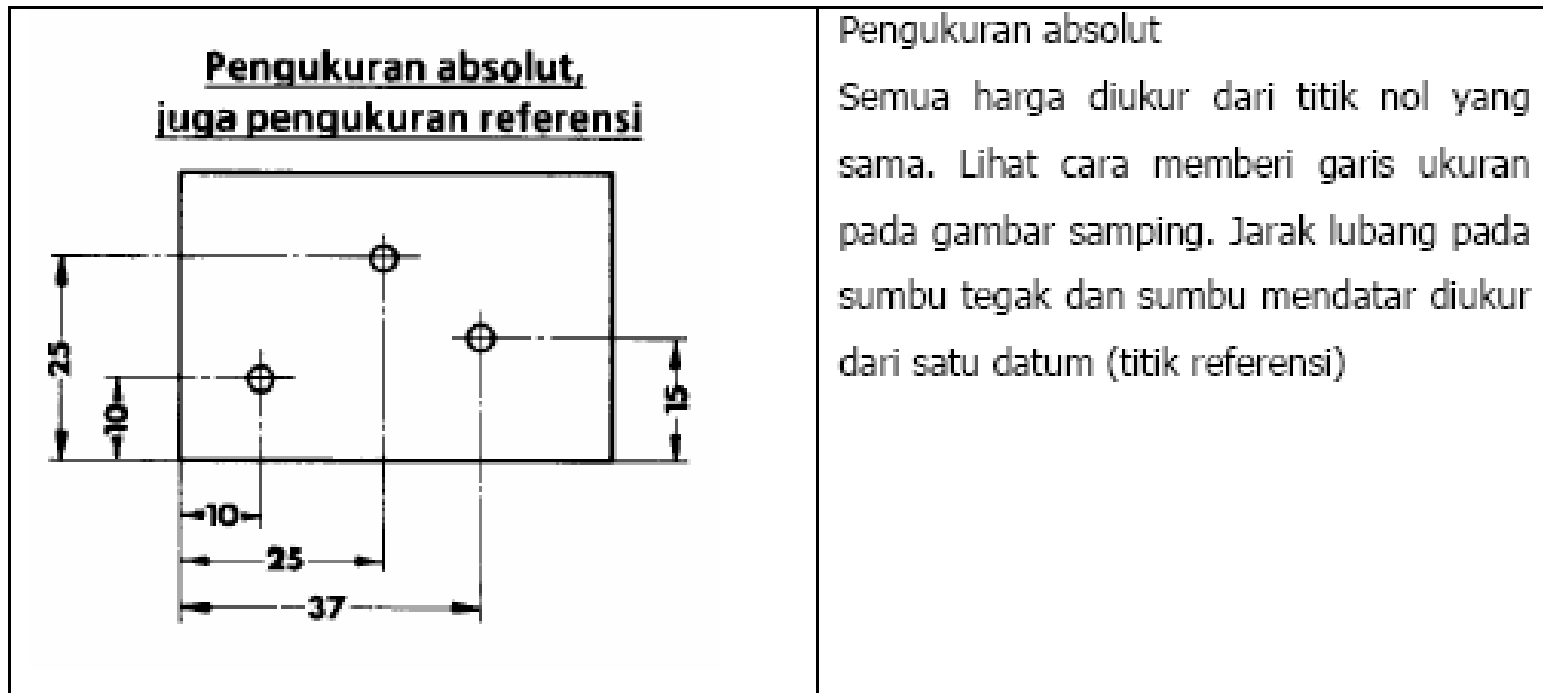 Pengukuran absolut,
juga pengukuran referensi
25
10
15
10
25
37
Pengukuran absolut
Semua harga diukur dari titik nol yang
sama. Lihat cara memberi garis ukuran
pada gambar samping. Jarak lubang pada
sumbu tegak dan sumbu mendatar diukur
dari satu datum (titik referensi)